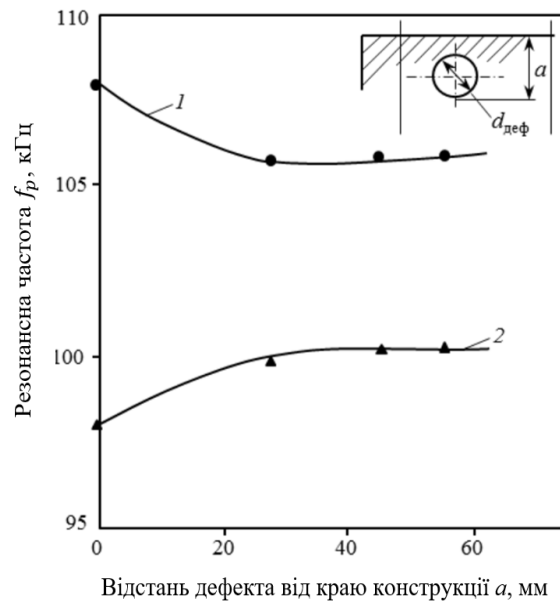 Резонансна частота fр, кГц
110
105
100
95
1
2
a
dдеф
0
20
40
60
Відстань дефекта від краю конструкції a, мм